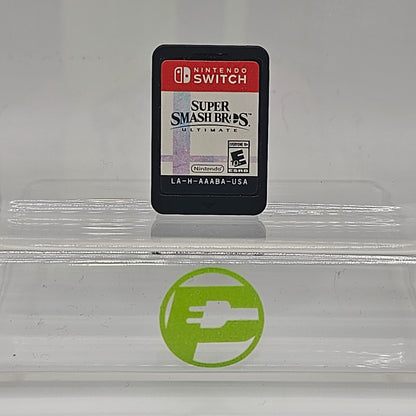 NINTENDO
SWITCH
SUPER
SMASH BROS.
ULTIMATE
EVERYONE 10+
E
ESRB
Nintendo
LA-H-AAABA-USA